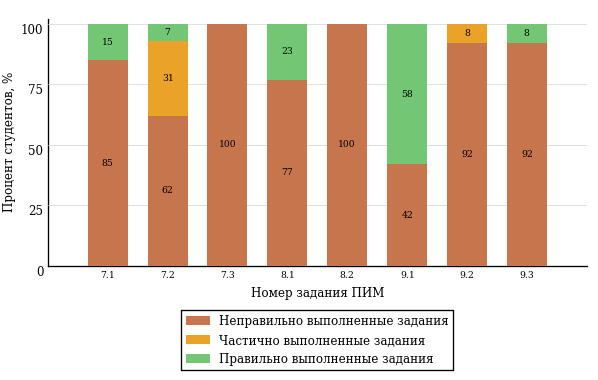 Процент студентов, %
100
75
50
25
0
15 7 23 58 8 8
31
85 62 100 77 100 42 92 92
7.1 7.2 7.3 8.1 8.2 9.1 9.2 9.3
Номер задания ПИМ
Неправильно выполненные задания
Частично выполненные задания
Правильно выполненные задания